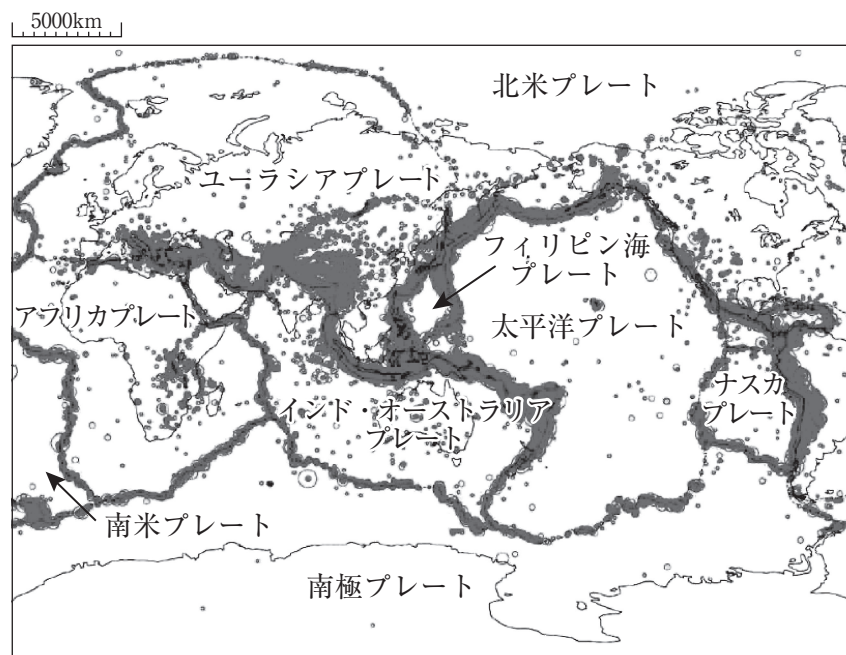 5000km
北米プレート
ユーラシアプレート
フィリピン海
プレート
アフリカプレート
太平洋プレート
ナスカ
プレート
インド・オーストラリア
プレート
南米プレート
南極プレート